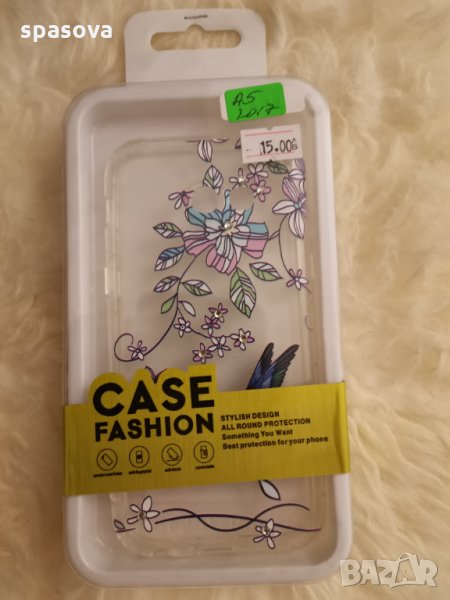 spasova
A5
2017
15.00
CASE
FASHION
STYLISH DESIGN
ALL ROUND PROTECTION
Something You Want
Best protection for your phone
BAZAR